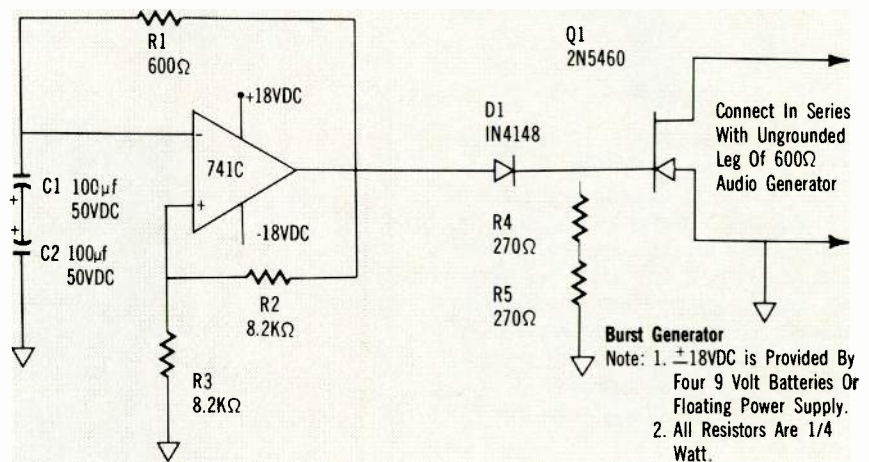 R1
600Ω
Q1
2N5460
+18VDC
D1
IN4148
Connect In Series
With Ungrounded
Leg Of 600Ω
Audio Generator
-
741C
+
C1 100µf
50VDC
+
+
-18VDC
C2 100µf
50VDC
R4
270Ω
R2
8.2KΩ
R5
270Ω
R3
8.2KΩ
Burst Generator
Note: 1. ±18VDC is Provided By
Four 9 Volt Batteries Or
Floating Power Supply.
2. All Resistors Are 1/4
Watt.